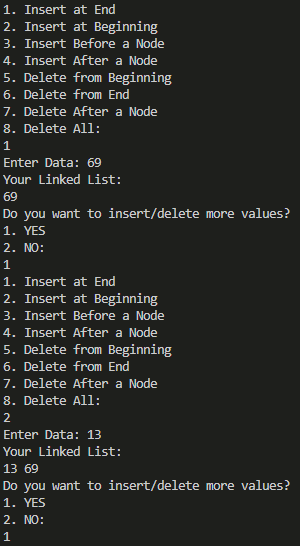 1. Insert at End
2. Insert at Beginning
3. Insert Before a Node
4. Insert After a Node
5. Delete from Beginning
6. Delete from End
7. Delete After a Node
8. Delete All:
1
Enter Data: 69
Your Linked List:
69
Do you want to insert/delete more values?
1. YES
2. NO:
1
1. Insert at End
2. Insert at Beginning
3. Insert Before a Node
4. Insert After a Node
5. Delete from Beginning
6. Delete from End
7. Delete After a Node
8. Delete All:
2
Enter Data: 13
Your Linked List:
13 69
Do you want to insert/delete more values?
1. YES
2. NO:
1